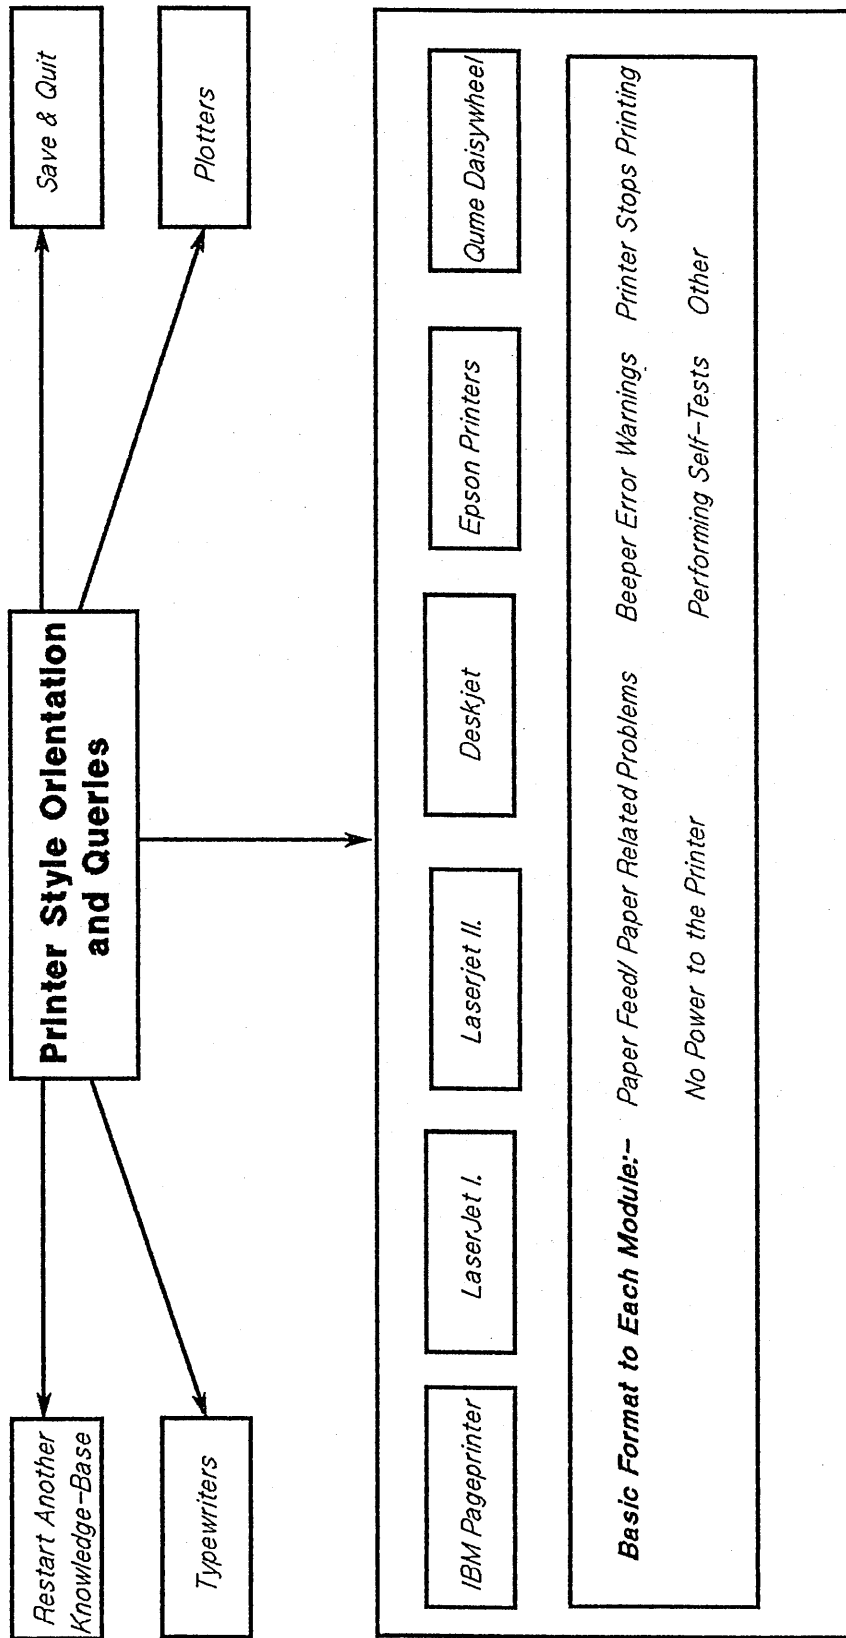 Restart Another
Knowledge-Base
Printer Style Orientation
and Queries
Save & Quit
Typewriters
Plotters
IBM Pageprinter
LaserJet I.
Laserjet II.
Deskjet
Epson Printers
Qume Daisywheel
Basic Format to Each Module:- Paper Feed/ Paper Related Problems Beeper Error Warnings Printer Stops Printing
No Power to the Printer Performing Self-Tests Other